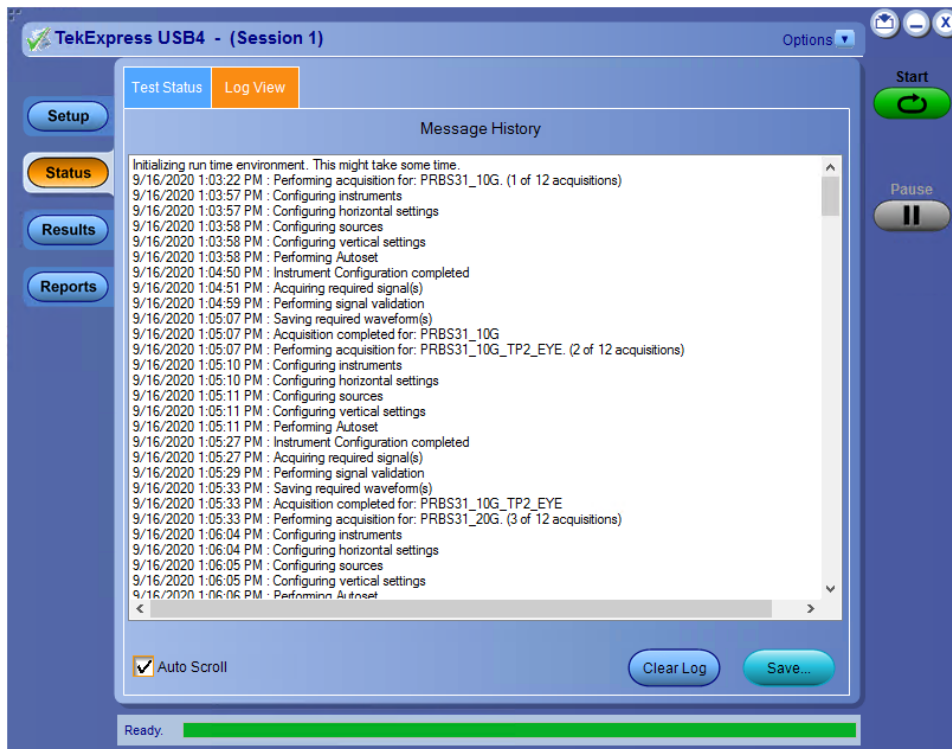 TekExpress USB4 - (Session 1)
Options
X
Start
Pause
Setup
Status
Results
Reports
Test Status
Log View
Message History
Initializing run time environment. This might take some time.
9/16/2020 1:03:22 PM : Performing acquisition for: PRBS31_10G. (1 of 12 acquisitions)
9/16/2020 1:03:57 PM : Configuring instruments
9/16/2020 1:03:57 PM : Configuring horizontal settings
9/16/2020 1:03:58 PM : Configuring sources
9/16/2020 1:03:58 PM : Configuring vertical settings
9/16/2020 1:03:58 PM : Performing Autoset
9/16/2020 1:04:50 PM : Instrument Configuration completed
9/16/2020 1:04:51 PM : Acquiring required signal(s)
9/16/2020 1:04:59 PM : Performing signal validation
9/16/2020 1:05:07 PM : Saving required waveform(s)
9/16/2020 1:05:07 PM : Acquisition completed for: PRBS31_10G
9/16/2020 1:05:07 PM : Performing acquisition for: PRBS31_10G_TP2_EYE. (2 of 12 acquisitions)
9/16/2020 1:05:10 PM : Configuring instruments
9/16/2020 1:05:10 PM : Configuring horizontal settings
9/16/2020 1:05:11 PM : Configuring sources
9/16/2020 1:05:11 PM : Configuring vertical settings
9/16/2020 1:05:11 PM : Performing Autoset
9/16/2020 1:05:27 PM : Instrument Configuration completed
9/16/2020 1:05:27 PM : Acquiring required signal(s)
9/16/2020 1:05:29 PM : Performing signal validation
9/16/2020 1:05:33 PM : Saving required waveform(s)
9/16/2020 1:05:33 PM : Acquisition completed for: PRBS31_10G_TP2_EYE
9/16/2020 1:05:33 PM : Performing acquisition for: PRBS31_20G. (3 of 12 acquisitions)
9/16/2020 1:06:04 PM : Configuring instruments
9/16/2020 1:06:04 PM : Configuring horizontal settings
9/16/2020 1:06:05 PM : Configuring sources
9/16/2020 1:06:05 PM : Configuring vertical settings
9/16/2020 1:06:06 PM : Performing Autoset
Auto Scroll
Clear Log
Save...
Ready.